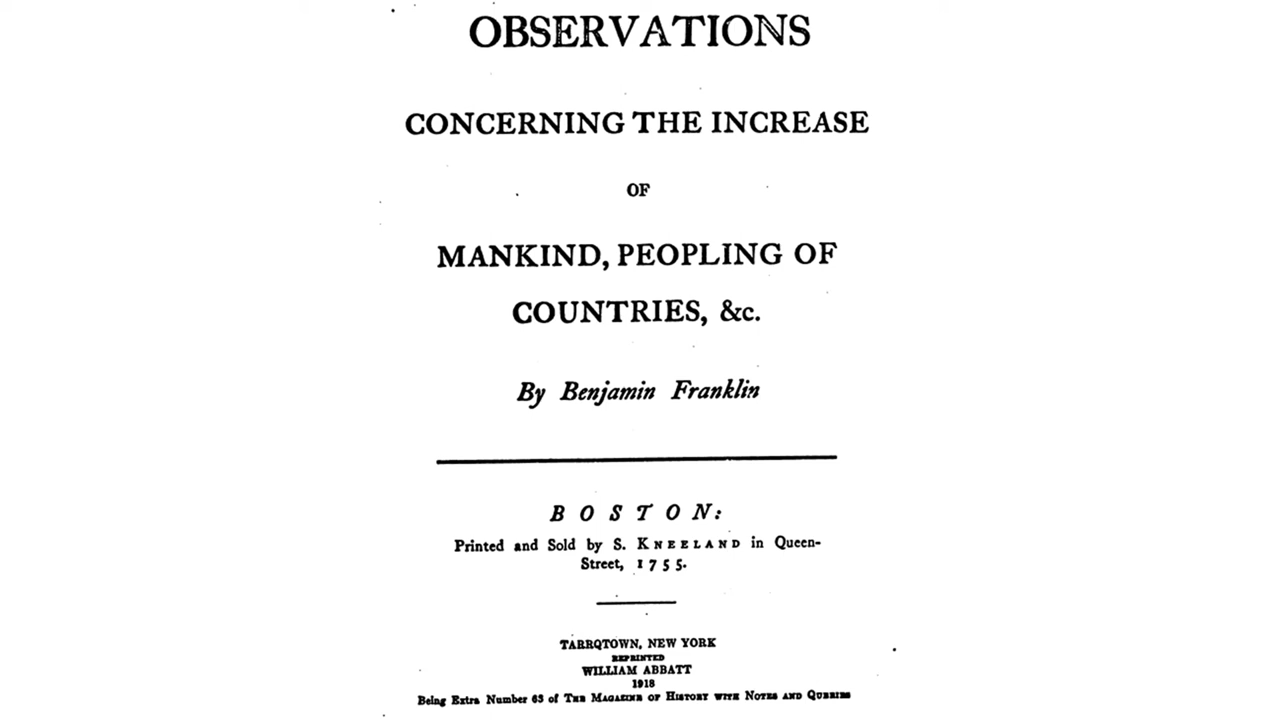 OBSERVATIONS
CONCERNING THE INCREASE
OF
MANKIND, PEOPLING OF
COUNTRIES, &c.
By Benjamin Franklin
BOSTON:
Printed and Sold by S. KNEELAND in Queen-
Street, 1755.
TARRQTOWN, NEW YORK
REPRINTED
WILLIAM ABBATT
1918
Being Extra Number 63 of THE MAGAZINE OF HISTORY WITH NOTES AND QUERIES